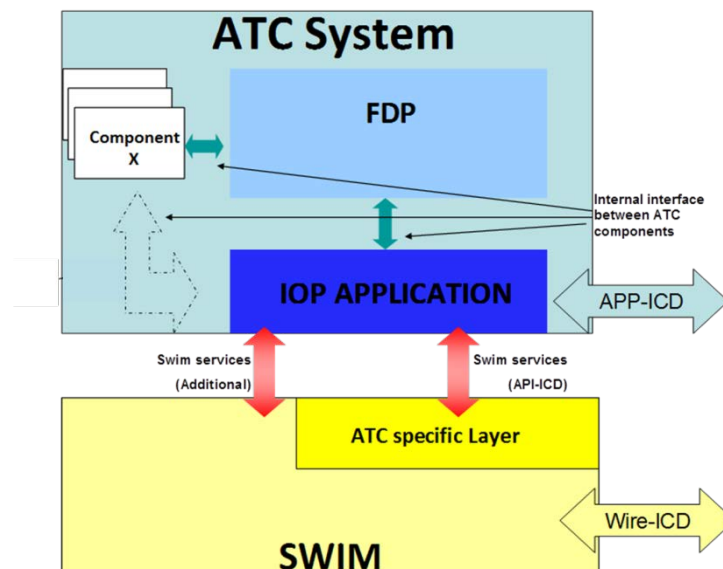 ATC System
FDP
Component
X
Internal interface
between ATC
components
IOP APPLICATION
APP-ICD
Swim services
(Additional)
Swim services
(API-ICD)
ATC specific Layer
Wire-ICD
SWIM